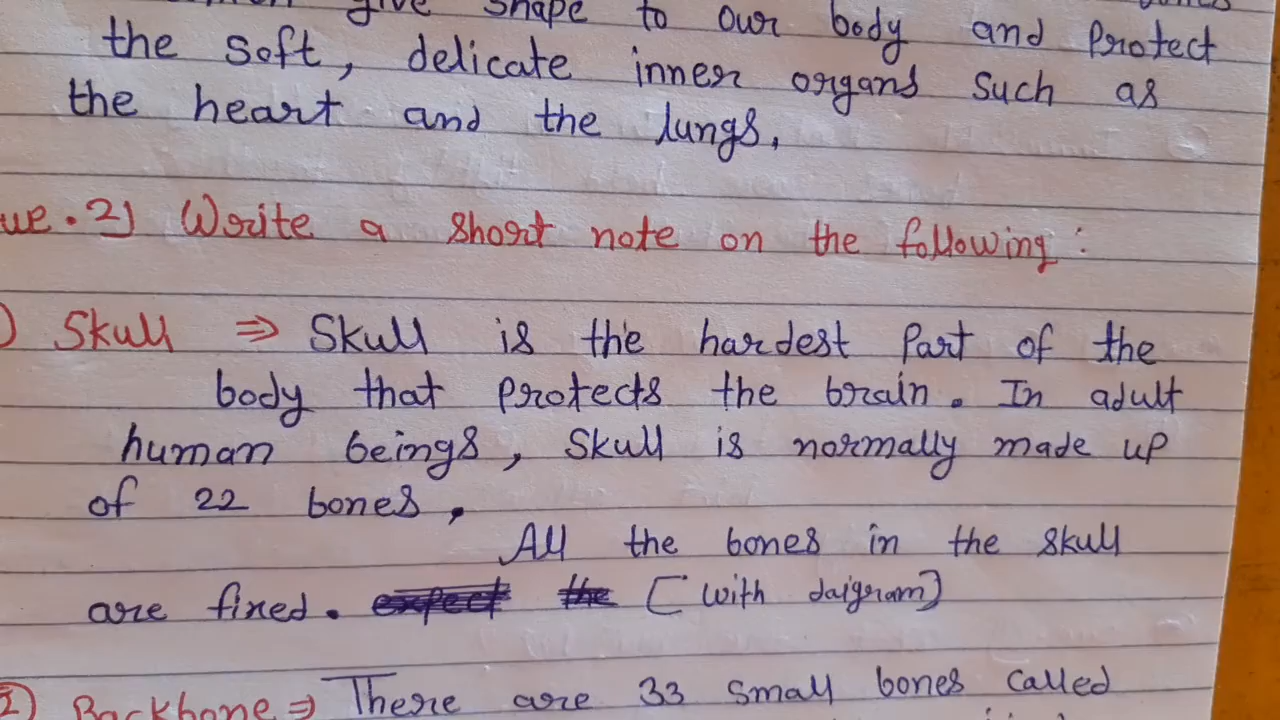 give shape to our body and Protect
the soft, delicate inner organs such as
the heart and the lungs.
ue. 2) Write a short note on the following :
) Skull ⇒ Skull is the hardest Part of the
body that protects the brain. In adult
human beings, Skull is normally made up
of 22 bones.
All the bones in the skull
are fixed. expect the [with daigram]
2) Backbone ⇒ There are 33 small bones called